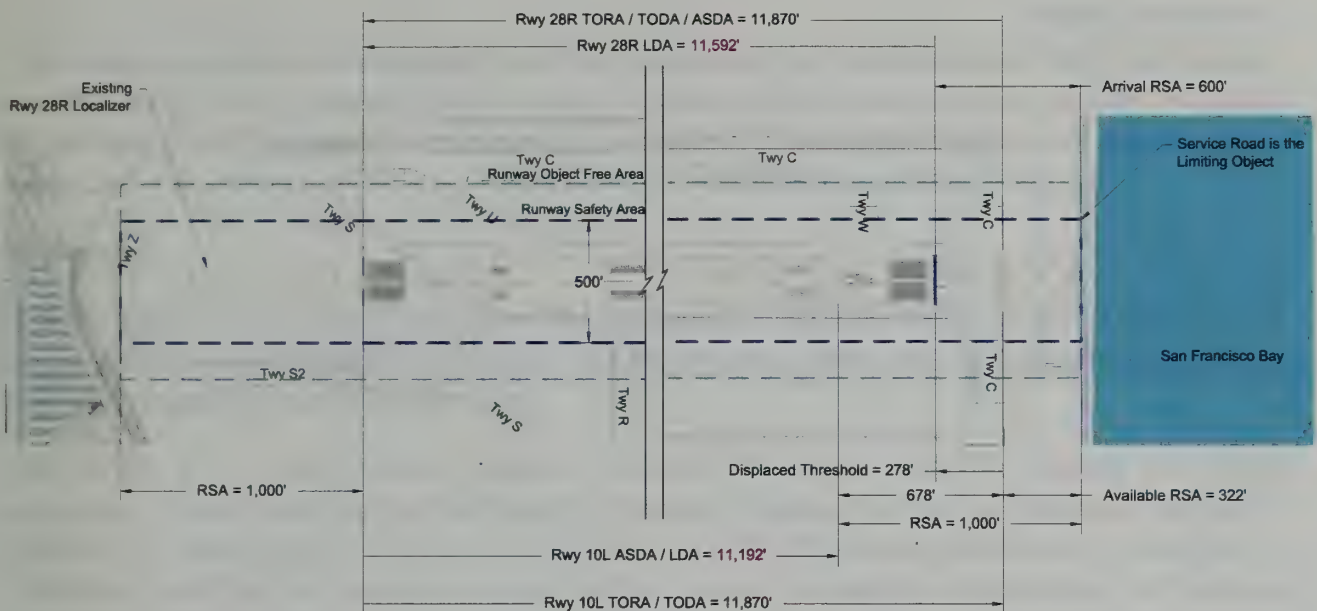 Rwy 28R TORA / TODA / ASDA = 11,870'
Rwy 28R LDA = 11,592'
Existing
Rwy 28R Localizer
Arrival RSA = 600'
Service Road is the
Limiting Object
Twy C
Twy C
Runway Object Free Area
Twy S
Twy U
Runway Safety Area
Twy W
Twy C
Twy Z
500'
San Francisco Bay
Twy S2
Twy S
Twy R
Twy C
Displaced Threshold = 278'
RSA = 1,000'
678'
Available RSA = 322'
RSA = 1,000'
Rwy 10L ASDA / LDA = 11,192'
Rwy 10L TORA / TODA = 11,870'